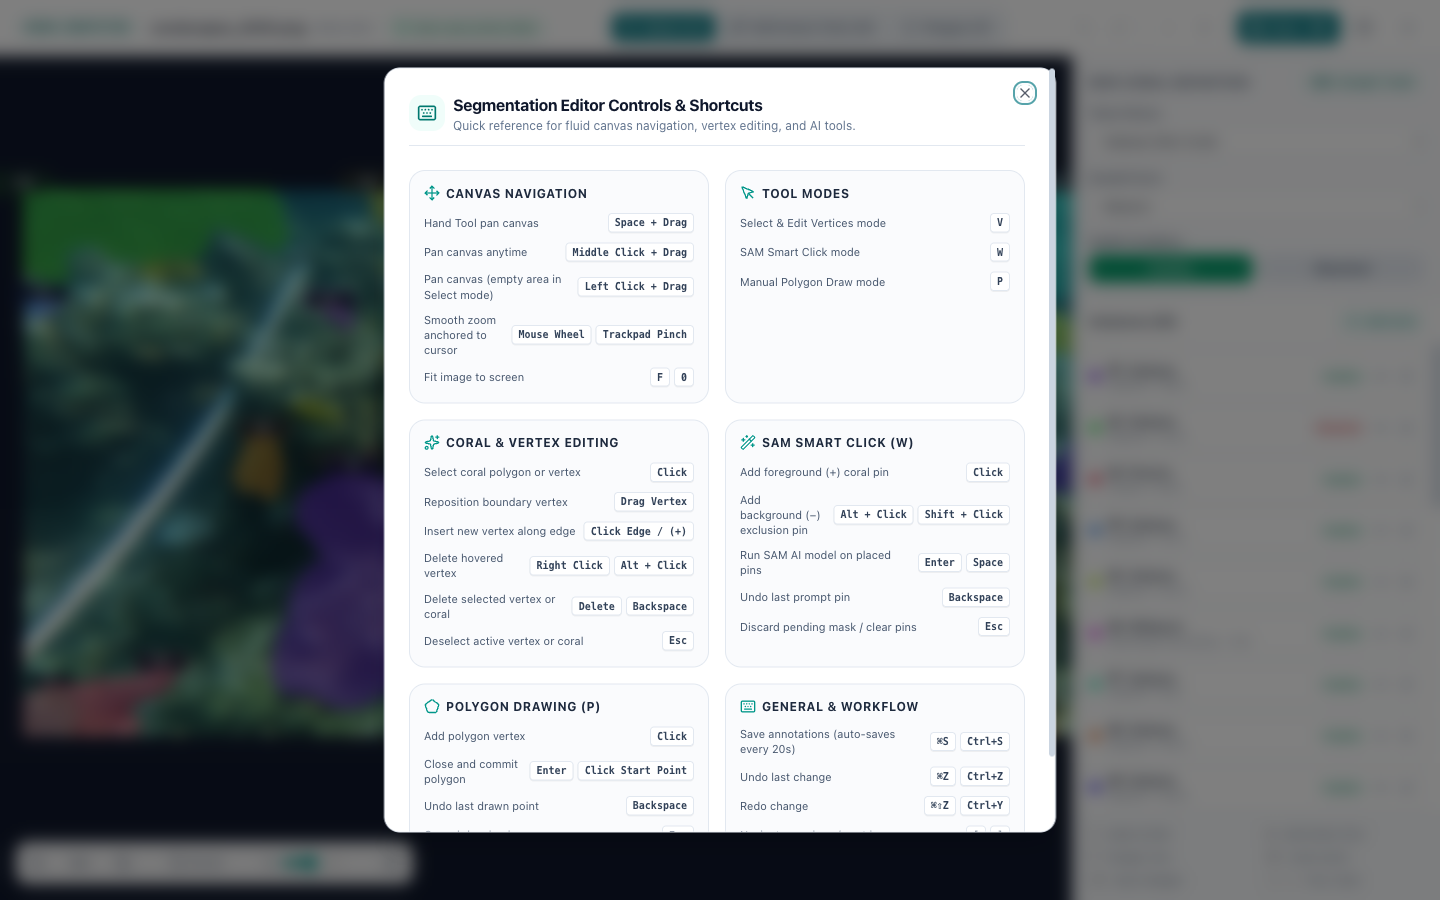 Segmentation Editor Controls & Shortcuts
Quick reference for fluid canvas navigation, vertex editing, and AI tools.
CANVAS NAVIGATION
Hand Tool pan canvas Space + Drag
Pan canvas anytime Middle Click + Drag
Pan canvas (empty area in
Select mode) Left Click + Drag
Smooth zoom
anchored to Mouse Wheel Trackpad Pinch
cursor
Fit image to screen F 0
TOOL MODES
Select & Edit Vertices mode V
SAM Smart Click mode W
Manual Polygon Draw mode P
CORAL & VERTEX EDITING
Select coral polygon or vertex Click
Reposition boundary vertex Drag Vertex
Insert new vertex along edge Click Edge / (+)
Delete hovered
vertex Right Click Alt + Click
Delete selected vertex or
coral Delete Backspace
Deselect active vertex or coral Esc
SAM SMART CLICK (W)
Add foreground (+) coral pin Click
Add
background (−) Alt + Click Shift + Click
exclusion pin
Run SAM AI model on placed
pins Enter Space
Undo last prompt pin Backspace
Discard pending mask / clear pins Esc
POLYGON DRAWING (P)
Add polygon vertex Click
Close and commit
polygon Enter Click Start Point
Undo last drawn point Backspace
GENERAL & WORKFLOW
Save annotations (auto-saves
every 20s) ⌘S Ctrl+S
Undo last change ⌘Z Ctrl+Z
Redo change ⌘⇧Z Ctrl+Y